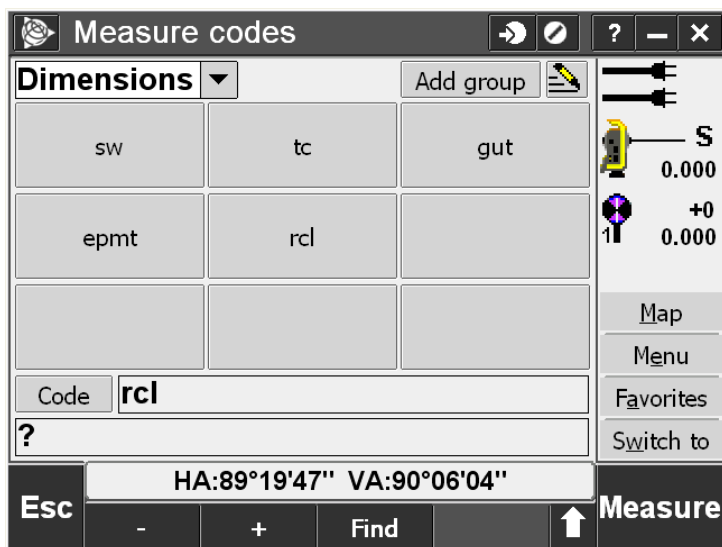 Measure codes ? – ×
Dimensions Add group
sw tc gut S
0.000
epmt rcl +0
1 0.000
Map
Menu
Code rcl Favorites
? Switch to
HA:89°19'47" VA:90°06'04"
Esc - + Find Measure